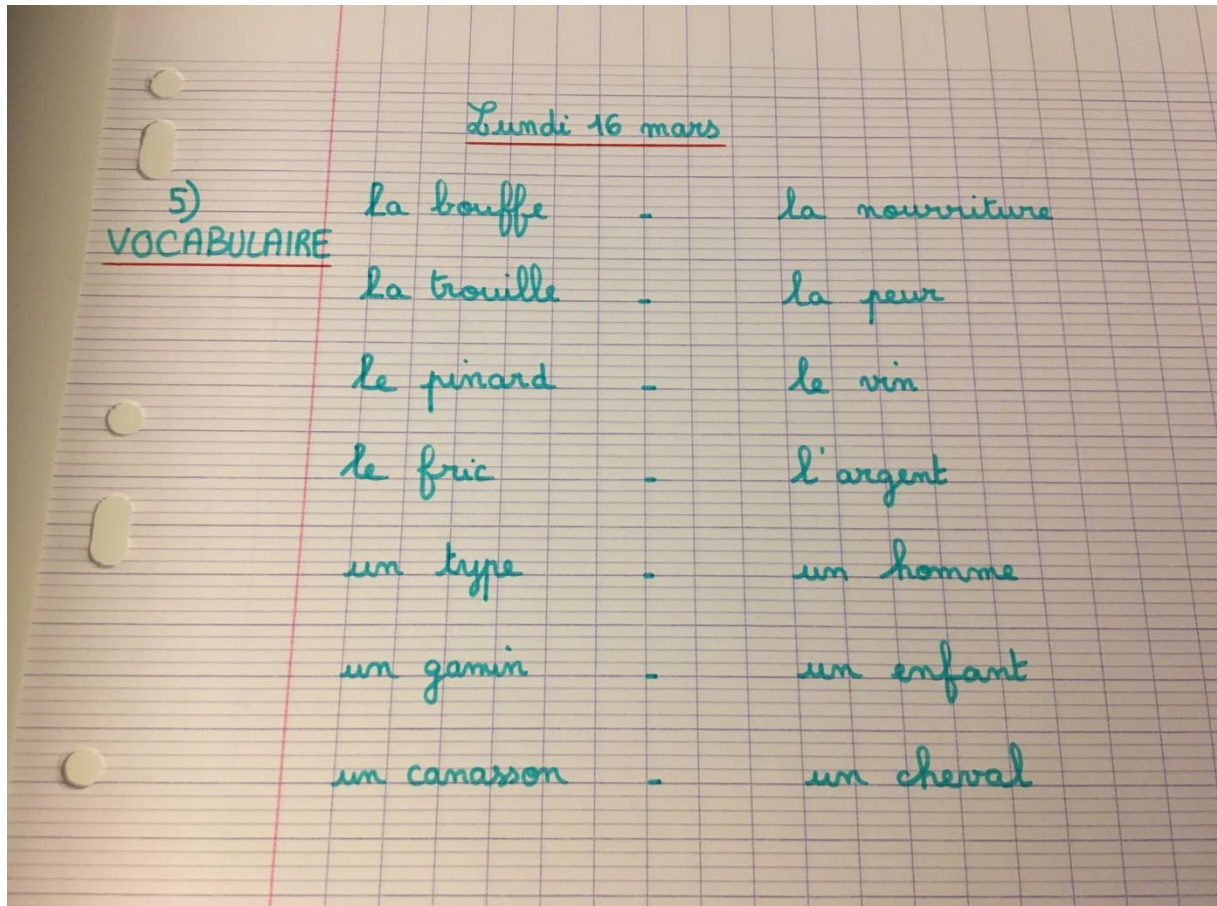 Lundi 16 mars
5)
VOCABULAIRE
la bouffe - la nourriture
la trouille - la peur
le pinard - le vin
le fric - l'argent
un type - un homme
un gamin - un enfant
un canasson - un cheval